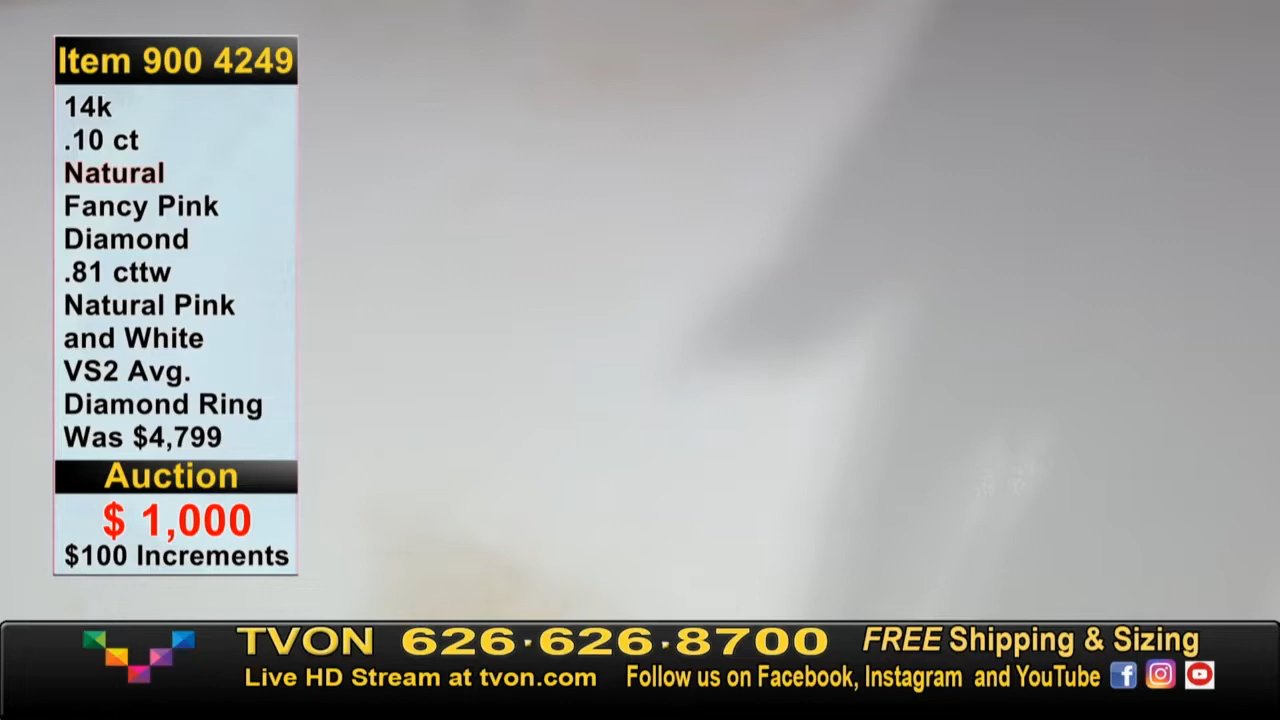 Item 900 4249
14k
.10 ct
Natural
Fancy Pink
Diamond
.81 cttw
Natural Pink
and White
VS2 Avg.
Diamond Ring
Was $4,799
Auction
$ 1,000
$100 Increments
TVON 626·626·8700 FREE Shipping & Sizing
Live HD Stream at tvon.com Follow us on Facebook, Instagram and YouTube